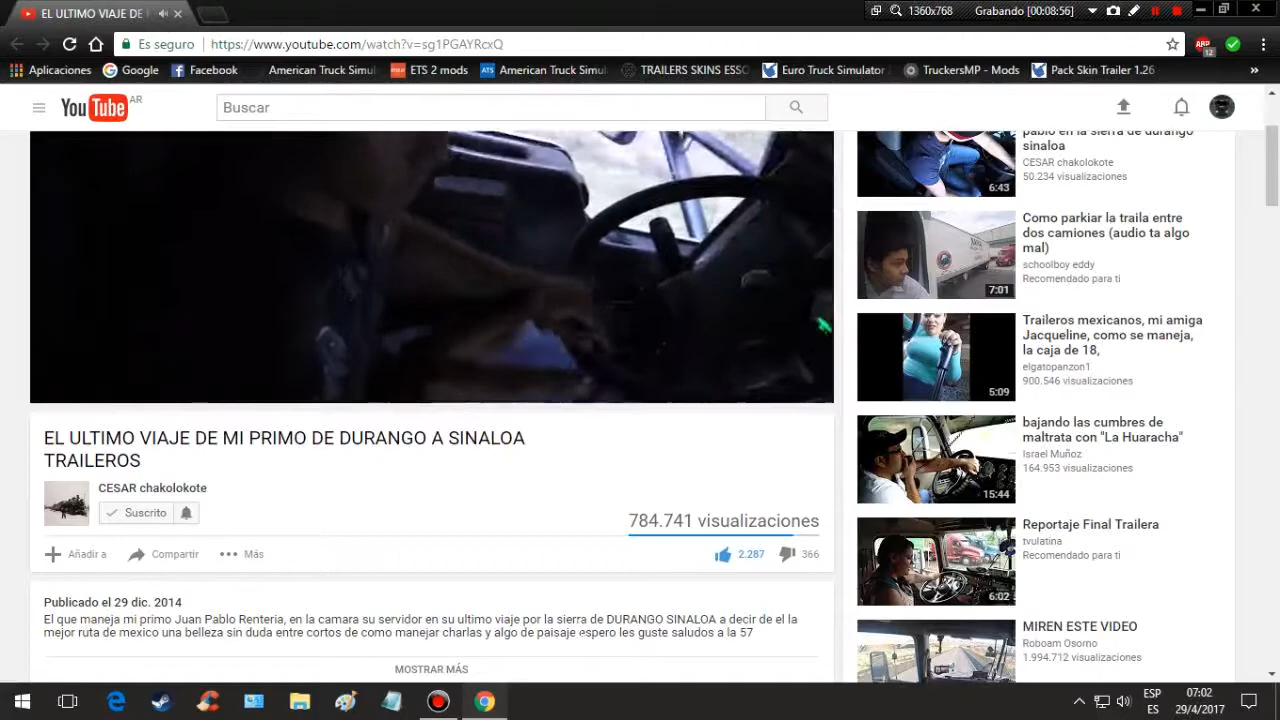 EL ULTIMO VIAJE DE
1360x768
Grabando [00:08:56]
Es seguro
https://www.youtube.com/watch?v=sg1PGAYRcxQ
ARP
12
Aplicaciones
Google
Facebook
American Truck Simul
ETS 2 mods
ATS
American Truck Simul
TRAILERS SKINS ESSO
Euro Truck Simulator
TruckersMP - Mods
Pack Skin Trailer 1.26
»
YouTube AR
Buscar
pablo en la sierra de durango
sinaloa
CESAR chakolokote
50.234 visualizaciones
6:43
Como parkiar la traila entre
dos camiones (audio ta algo
mal)
schoolboy eddy
Recomendado para ti
7:01
Traileros mexicanos, mi amiga
Jacqueline, como se maneja,
la caja de 18,
elgatopanzon1
900.546 visualizaciones
5:09
EL ULTIMO VIAJE DE MI PRIMO DE DURANGO A SINALOA
TRAILEROS
CESAR chakolokote
Suscrito
784.741 visualizaciones
Añadir a
Compartir
Más
2.287
366
bajando las cumbres de
maltrata con "La Huaracha"
Israel Muñoz
164.953 visualizaciones
15:44
Reportaje Final Trailera
tvulatina
Recomendado para ti
6:02
Publicado el 29 dic. 2014
El que maneja mi primo Juan Pablo Renteria, en la camara su servidor en su ultimo viaje por la sierra de DURANGO SINALOA a decir de el la
mejor ruta de mexico una belleza sin duda entre cortos de como manejar charlas y algo de paisaje espero les guste saludos a la 57
MOSTRAR MÁS
MIREN ESTE VIDEO
Roboam Osorno
1.994.712 visualizaciones
ESP
ES
07:02
29/4/2017